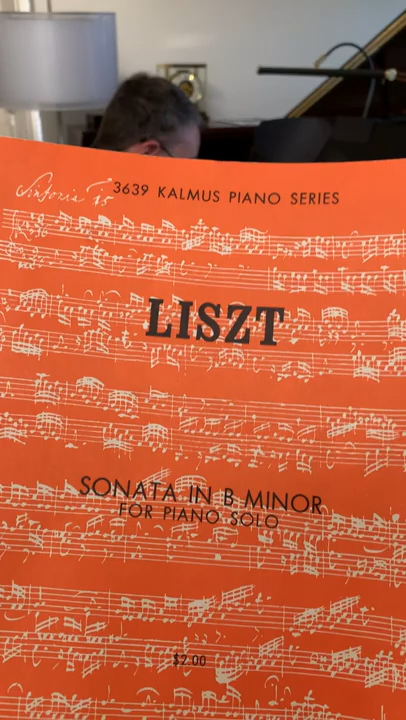 Sinfonia 15
3639 KALMUS PIANO SERIES
LISZT
SONATA IN B MINOR
FOR PIANO SOLO
$2.00